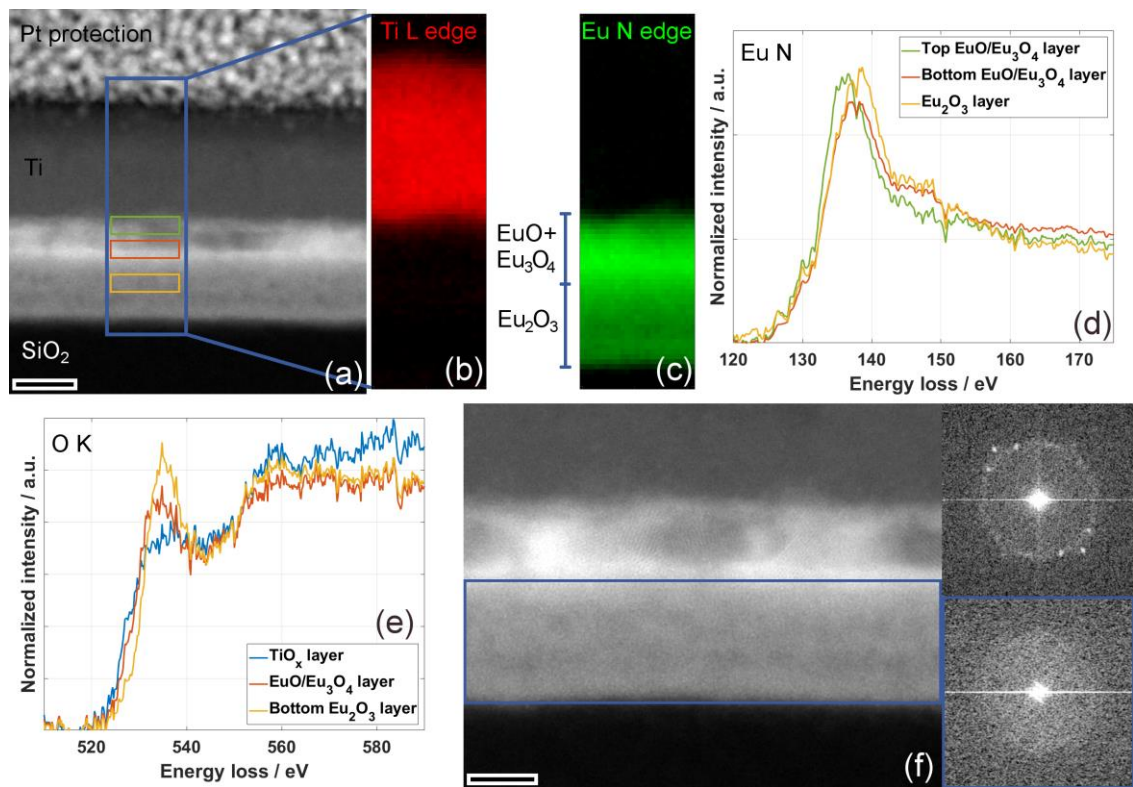 Pt protection
Ti
SiO2
(a)
Ti L edge
(b)
Eu N edge
EuO+
Eu3O4
Eu2O3
(c)
Eu N
Top EuO/Eu3O4 layer
Bottom EuO/Eu3O4 layer
Eu2O3 layer
Normalized intensity / a.u.
(d)
120 130 140 150 160 170
Energy loss / eV
O K
Normalized intensity / a.u.
(e)
TiOx layer
EuO/Eu3O4 layer
Bottom Eu2O3 layer
520 540 560 580
Energy loss / eV
(f)